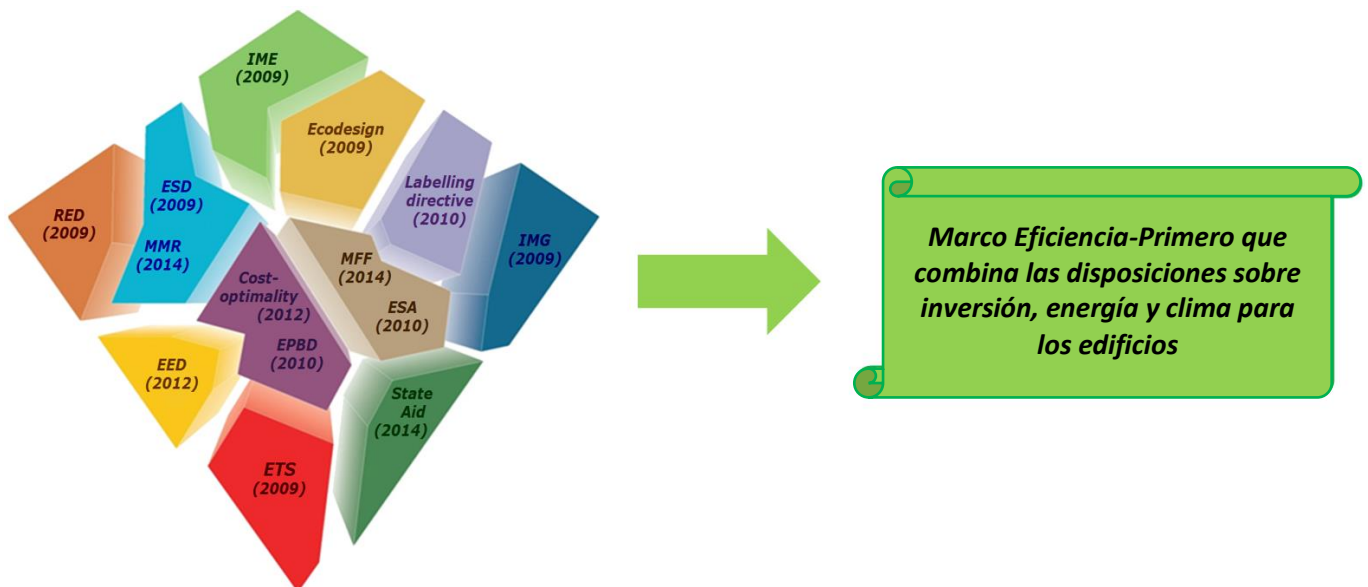 IME
(2009)
Ecodesign
(2009)
Labelling
directive
(2010)
IMG
(2009)
RED
(2009)
ESD
(2009)
MMR
(2014)
Cost-
optimality
(2012)
EPBD
(2010)
MFF
(2014)
ESA
(2010)
EED
(2012)
State
Aid
(2014)
ETS
(2009)
Marco Eficiencia-Primero que
combina las disposiciones sobre
inversión, energía y clima para
los edificios